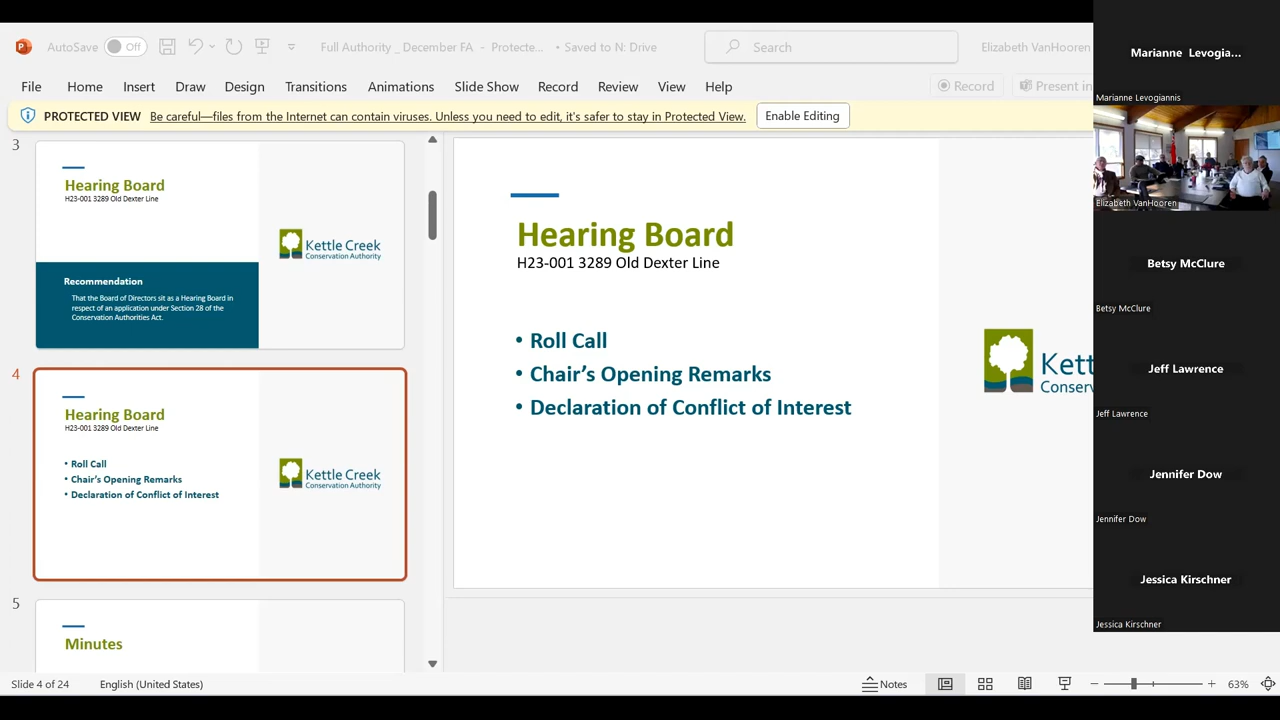 AutoSave Off
Full Authority _ December FA - Protecte... • Saved to N: Drive
Search
Elizabeth VanHooren
File Home Insert Draw Design Transitions Animations Slide Show Record Review View Help
Record
Present in
PROTECTED VIEW Be careful—files from the Internet can contain viruses. Unless you need to edit, it's safer to stay in Protected View. Enable Editing
3
Hearing Board
H23-001 3289 Old Dexter Line
Recommendation
That the Board of Directors sit as a Hearing Board in
respect of an application under Section 28 of the
Conservation Authorities Act.
Kettle Creek
Conservation Authority
4
Hearing Board
H23-001 3289 Old Dexter Line
• Roll Call
• Chair's Opening Remarks
• Declaration of Conflict of Interest
Kettle Creek
Conservation Authority
5
Minutes
Hearing Board
H23-001 3289 Old Dexter Line
• Roll Call
• Chair's Opening Remarks
• Declaration of Conflict of Interest
Kett
Conser
Marianne Levogia...
Marianne Levogiannis
Elizabeth VanHooren
Betsy McClure
Betsy McClure
Jeff Lawrence
Jeff Lawrence
Jennifer Dow
Jennifer Dow
Jessica Kirschner
Jessica Kirschner
Slide 4 of 24
English (United States)
Notes
63%